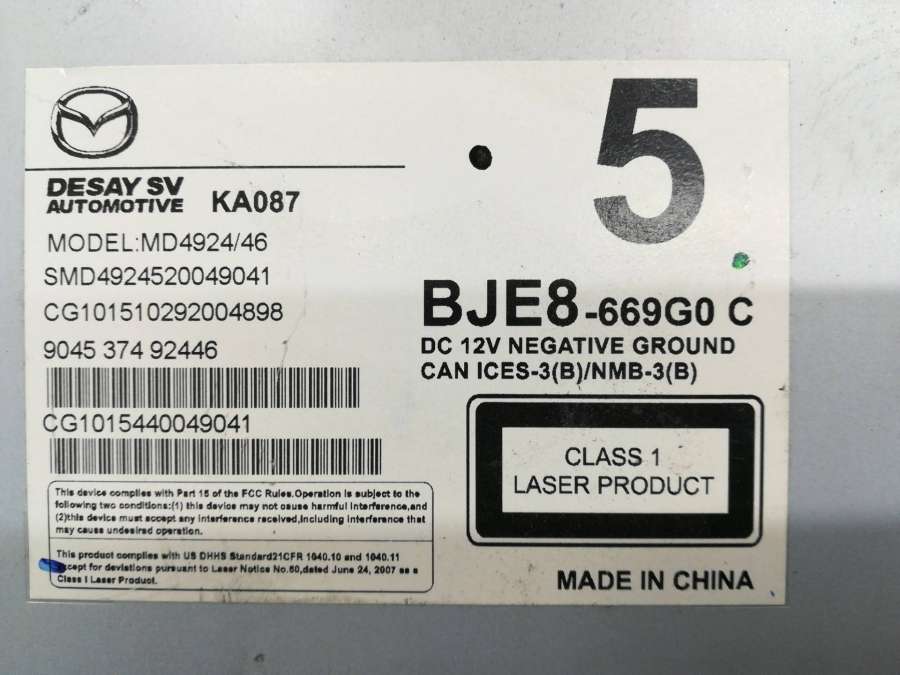 5
DESAY SV
AUTOMOTIVE KA087
MODEL:MD4924/46
SMD4924520049041
CG101510292004898
9045 374 92446
CG1015440049041
BJE8-669G0 C
DC 12V NEGATIVE GROUND
CAN ICES-3(B)/NMB-3(B)
CLASS 1
LASER PRODUCT
This device complies with Part 15 of the FCC Rules.Operation is subject to the
following two conditions:(1) this device may not cause harmful interference,and
(2)this device must accept any interference received,including interference that
may cause undesired operation.
This product complies with US DHHS Standard21CFR 1040.10 and 1040.11
except for deviations pursuant to Laser Notice No.50,dated June 24, 2007 as a
Class I Laser Product.
MADE IN CHINA